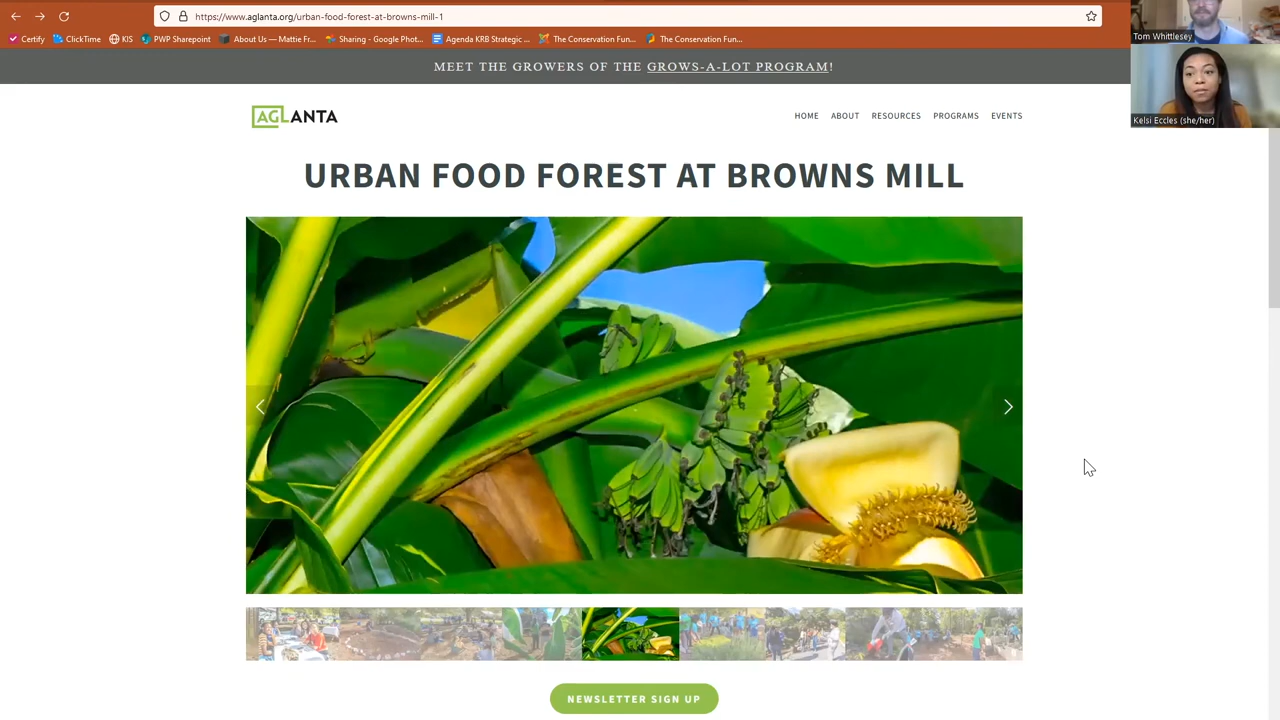 https://www.aglanta.org/urban-food-forest-at-browns-mill-1
Certify ClickTime KIS PWP Sharepoint About Us — Mattie Fr... Sharing - Google Phot... Agenda KRB Strategic ... The Conservation Fun... The Conservation Fun...
Tom Whittlesey
MEET THE GROWERS OF THE GROWS-A-LOT PROGRAM!
AGLANTA
HOME ABOUT RESOURCES PROGRAMS EVENTS
Kelsi Eccles (she/her)
URBAN FOOD FOREST AT BROWNS MILL
NEWSLETTER SIGN UP